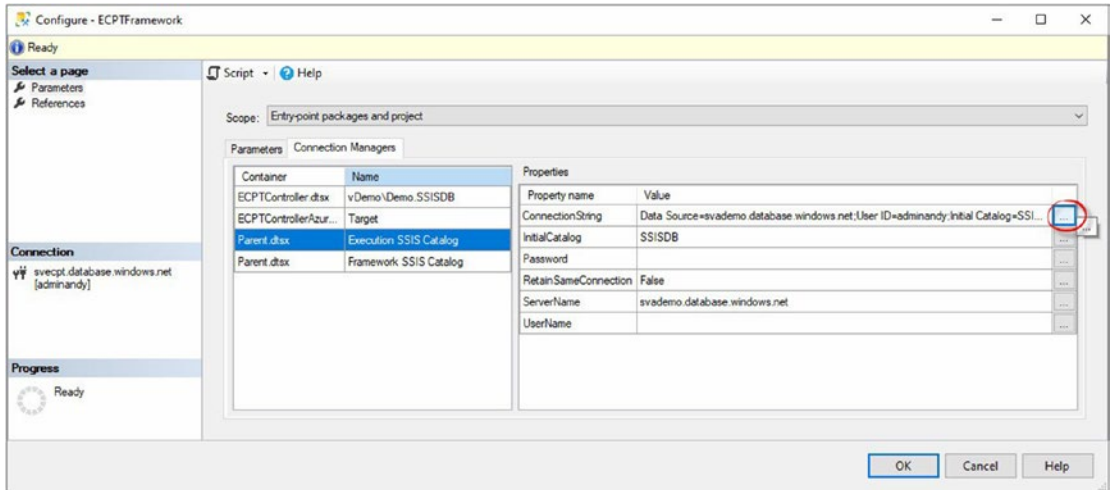 Configure - ECPTFramework
Ready
Select a page
Parameters
References
Script
Help
Scope: Entry-point packages and project
Parameters Connection Managers
Container Name
ECPTController.dtsx vDemo\Demo.SSISDB
ECPTControllerAzur... Target
Parent.dtsx Execution SSIS Catalog
Parent.dtsx Framework SSIS Catalog
Properties
Property name Value
ConnectionString Data Source=svademo.database.windows.net;User ID=adminandy;Initial Catalog=SSI... ...
InitialCatalog SSISDB ...
Password ...
RetainSameConnection False ...
ServerName svademo.database.windows.net ...
UserName ...
Connection
svecpt.database.windows.net
[adminandy]
Progress
Ready
OK Cancel Help